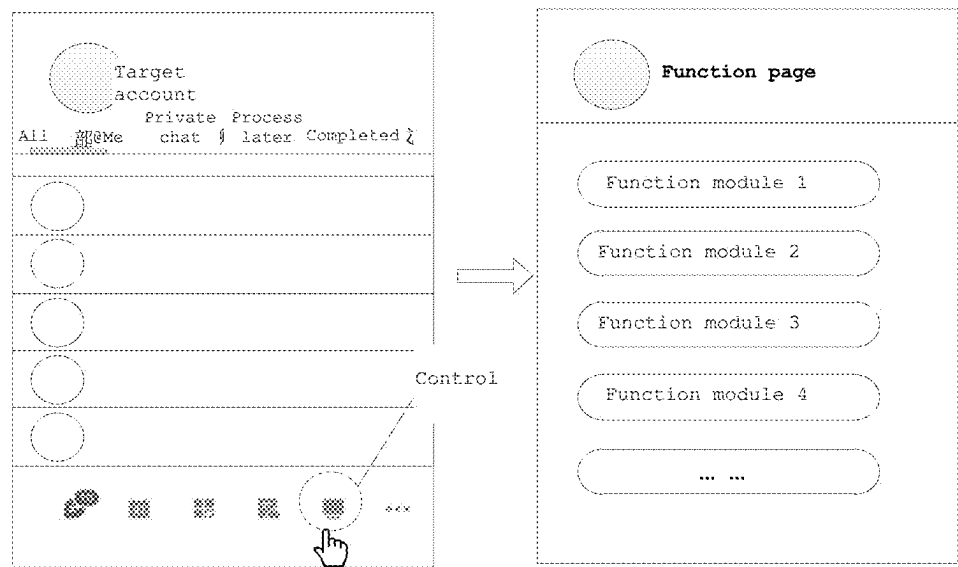 Target
account
Private Process
All 部@Me chat later Completed
Control
Function page
Function module 1
Function module 2
Function module 3
Function module 4
... ...